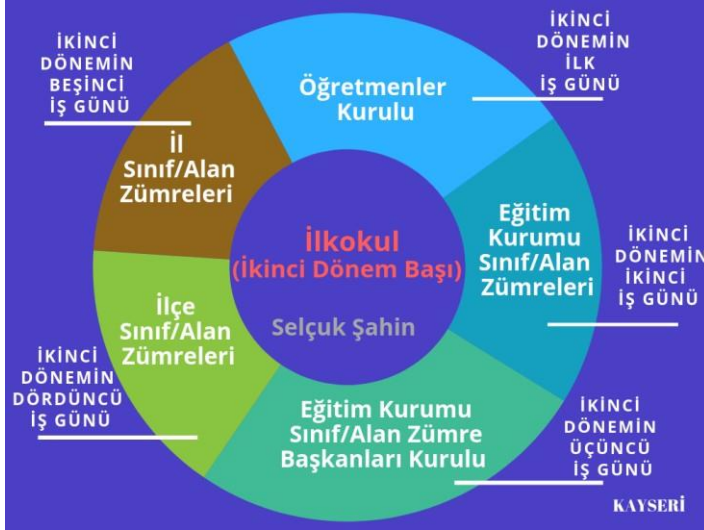 İlkokul
(İkinci Dönem Başı)
Selçuk Şahin
Öğretmenler
Kurulu
İKİNCİ
DÖNEMİN
İLK
İŞ GÜNÜ
Eğitim
Kurumu
Sınıf/Alan
Zümreleri
İKİNCİ
DÖNEMİN
İKİNCİ
İŞ GÜNÜ
Eğitim Kurumu
Sınıf/Alan Zümre
Başkanları Kurulu
İKİNCİ
DÖNEMİN
ÜÇÜNCÜ
İŞ GÜNÜ
İlçe
Sınıf/Alan
Zümreleri
İKİNCİ
DÖNEMİN
DÖRDÜNCÜ
İŞ GÜNÜ
İl
Sınıf/Alan
Zümreleri
İKİNCİ
DÖNEMİN
BEŞİNCİ
İŞ GÜNÜ
KAYSERİ